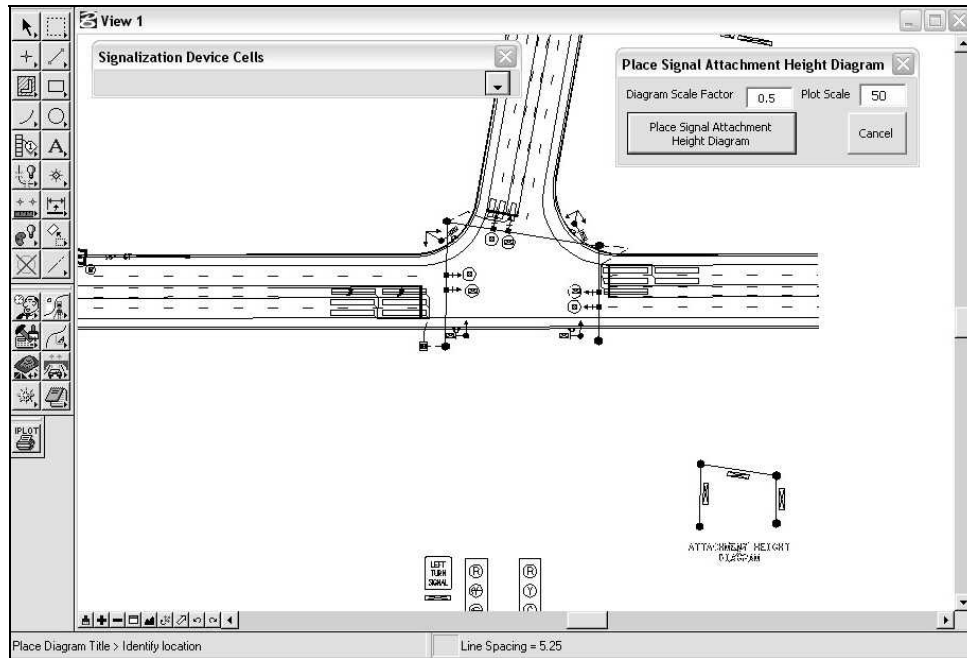 View 1
Signalization Device Cells
Place Signal Attachment Height Diagram
Diagram Scale Factor 0.5 Plot Scale 50
Place Signal Attachment
Height Diagram
Cancel
A
IPLOT
ATTACHMENT HEIGHT
DIAGRAM
LEFT
TURN
SIGNAL
R R
Y
Place Diagram Title > Identify location
Line Spacing = 5.25